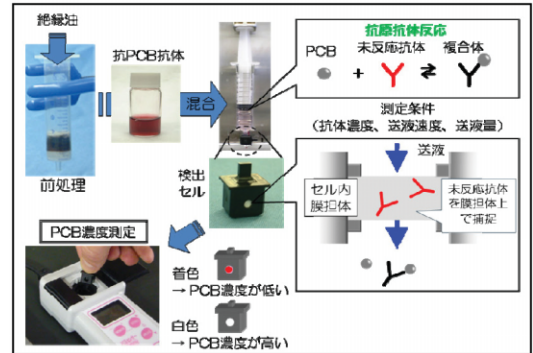 絶縁油
前処理
抗PCB抗体
混合
検出
セル
抗原抗体反応
PCB
未反応抗体
複合体
+
⇄
測定条件
(抗体濃度、送液速度、送液量)
送液
セル内
膜担体
未反応抗体
を膜担体上
で捕捉
PCB濃度測定
着色
→ PCB濃度が低い
白色
→ PCB濃度が高い